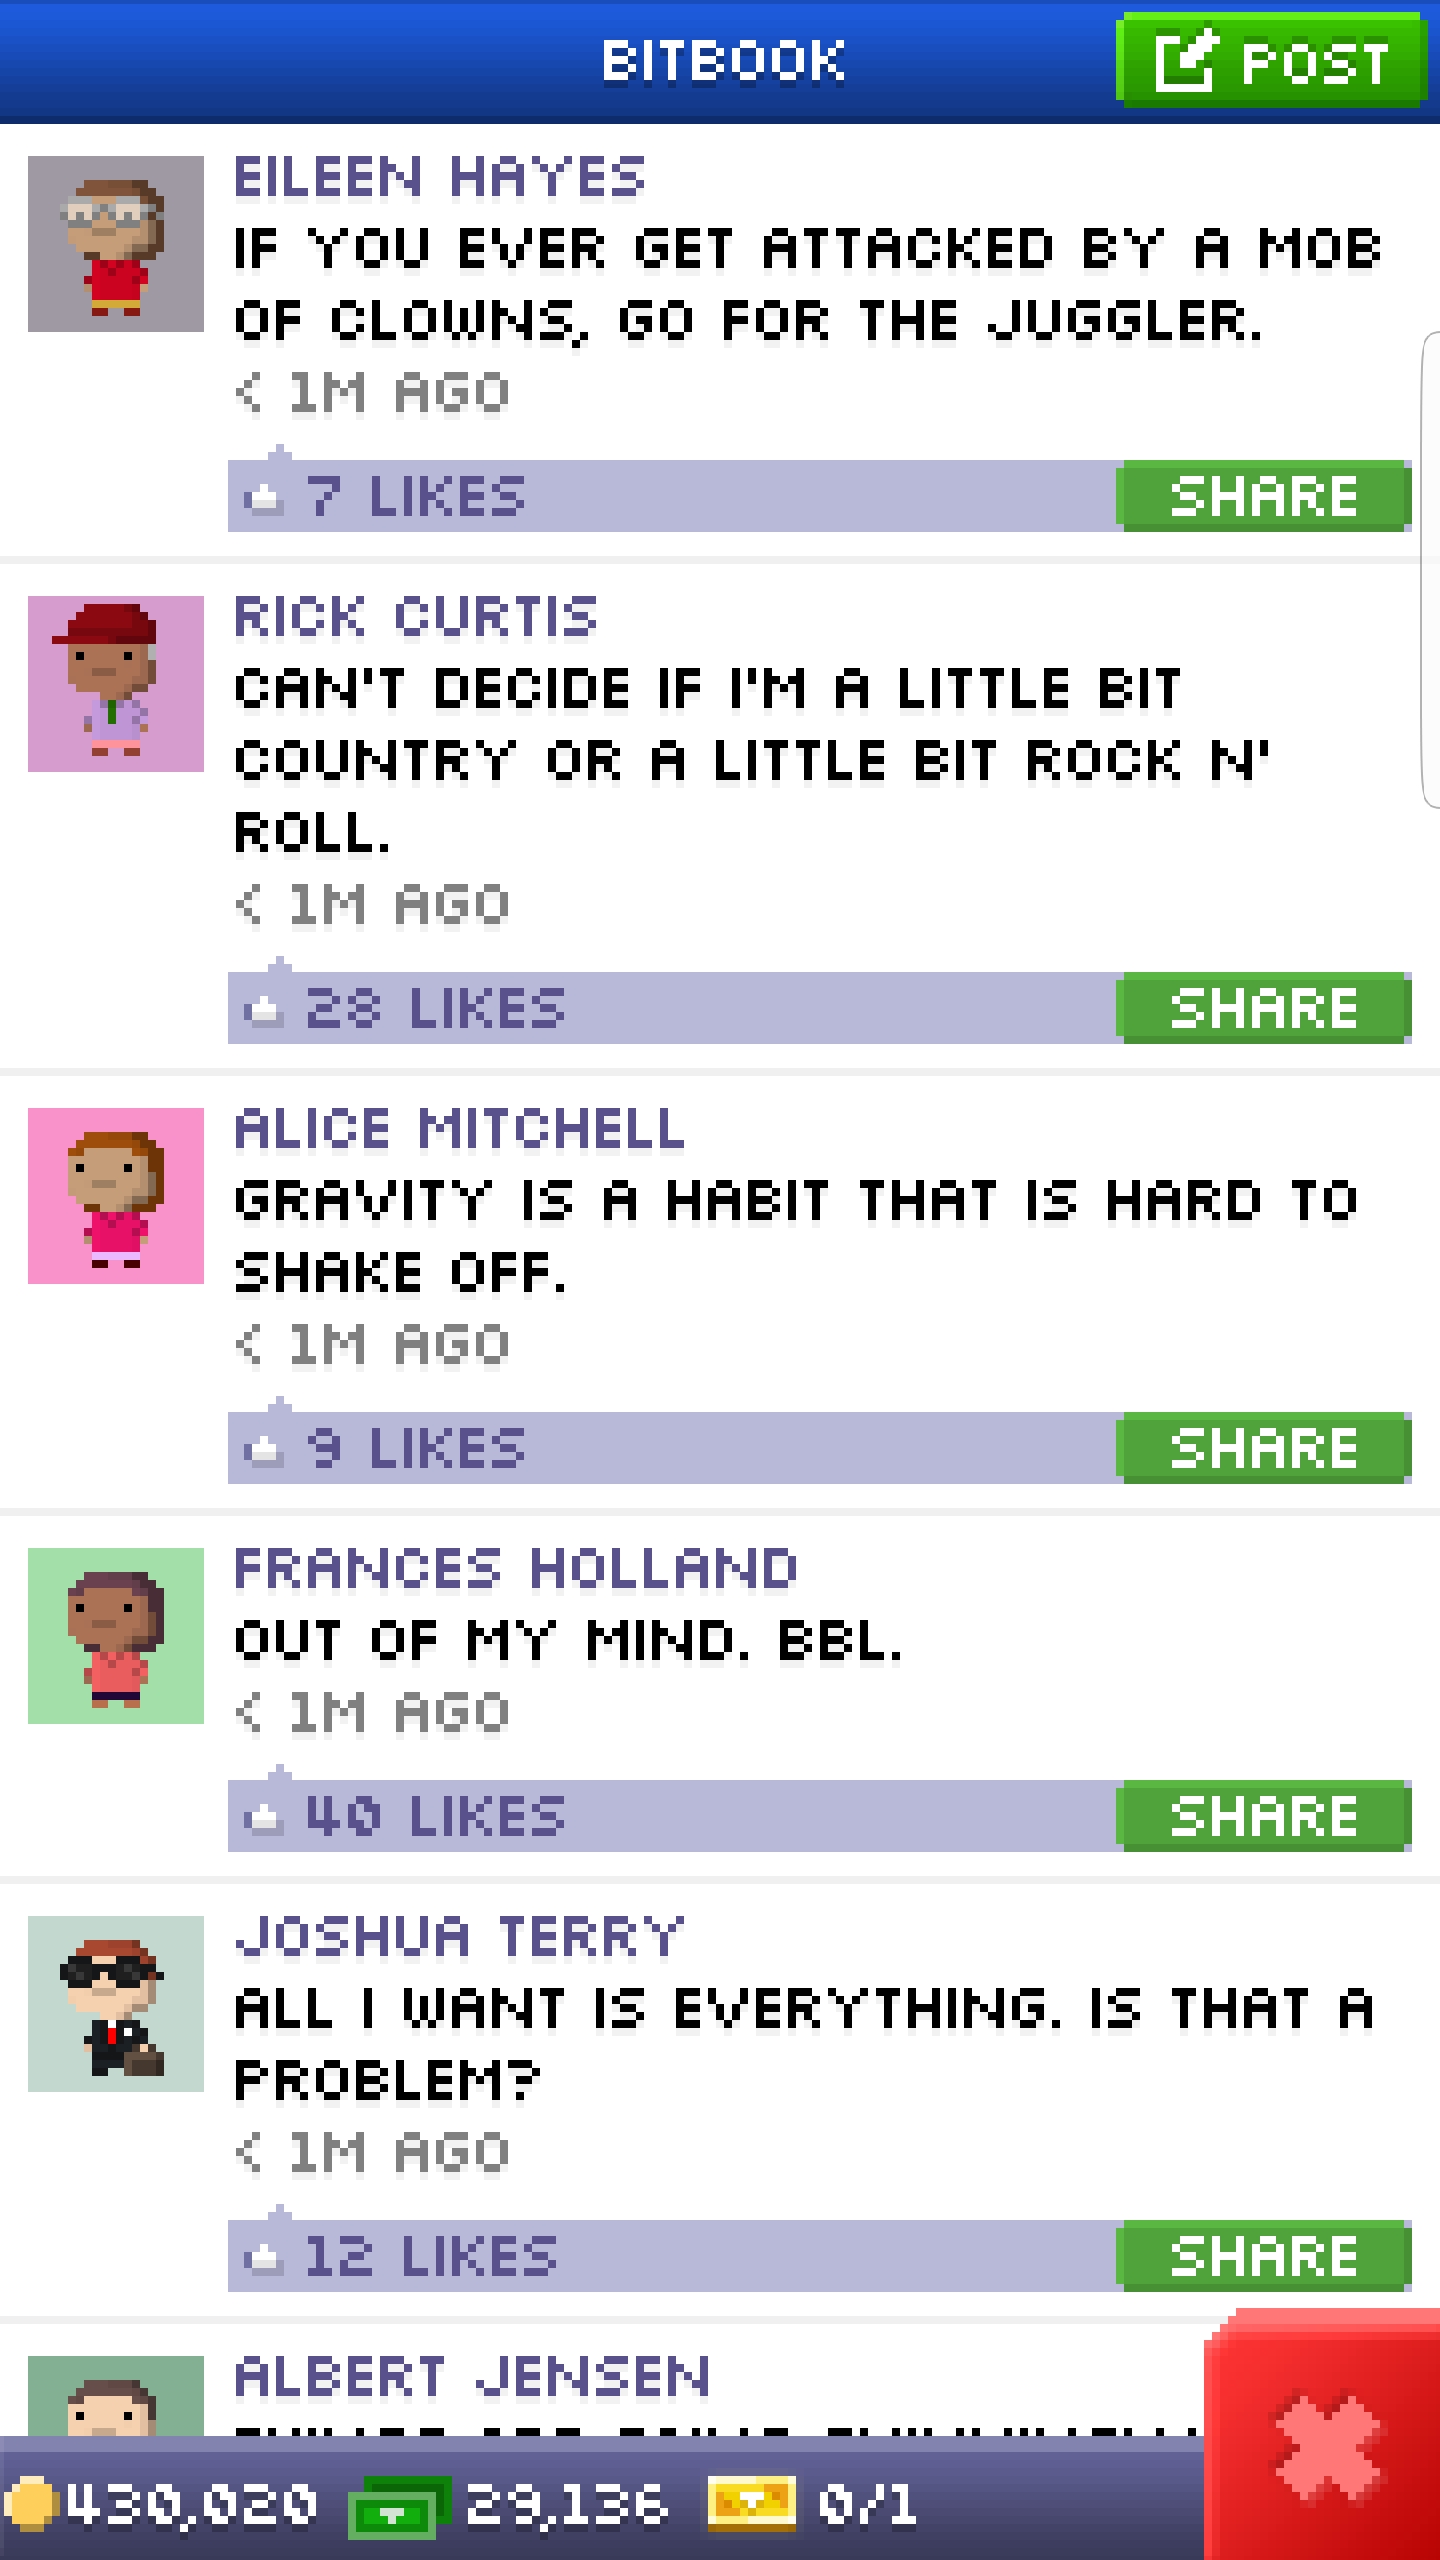 BITBOOK
POST
EILEEN HAYES
IF YOU EVER GET ATTACKED BY A MOB
OF CLOWNS, GO FOR THE JUGGLER.
< 1M AGO
7 LIKES
SHARE
RICK CURTIS
CAN'T DECIDE IF I'M A LITTLE BIT
COUNTRY OR A LITTLE BIT ROCK N'
ROLL.
< 1M AGO
28 LIKES
SHARE
ALICE MITCHELL
GRAVITY IS A HABIT THAT IS HARD TO
SHAKE OFF.
< 1M AGO
9 LIKES
SHARE
FRANCES HOLLAND
OUT OF MY MIND. BBL.
< 1M AGO
40 LIKES
SHARE
JOSHUA TERRY
ALL I WANT IS EVERYTHING. IS THAT A
PROBLEM?
< 1M AGO
12 LIKES
SHARE
ALBERT JENSEN
430,020
29,136
0/1